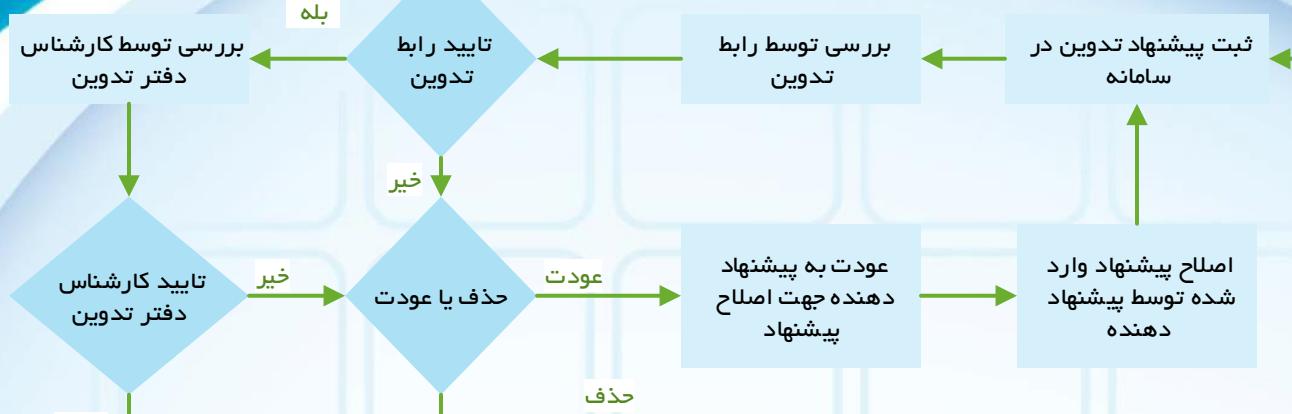 ثبت پیشنهاد تدوین در
سامانه
بررسی توسط رابط
تدوین
تایید رابط
تدوین
بله
بررسی توسط کارشناس
دفتر تدوین
خیر
تایید کارشناس
دفتر تدوین
خیر
حذف یا عودت
عودت
عودت به پیشنهاد
دهنده جهت اصلاح
پیشنهاد
اصلاح پیشنهاد وارد
شده توسط پیشنهاد
دهنده
حذف